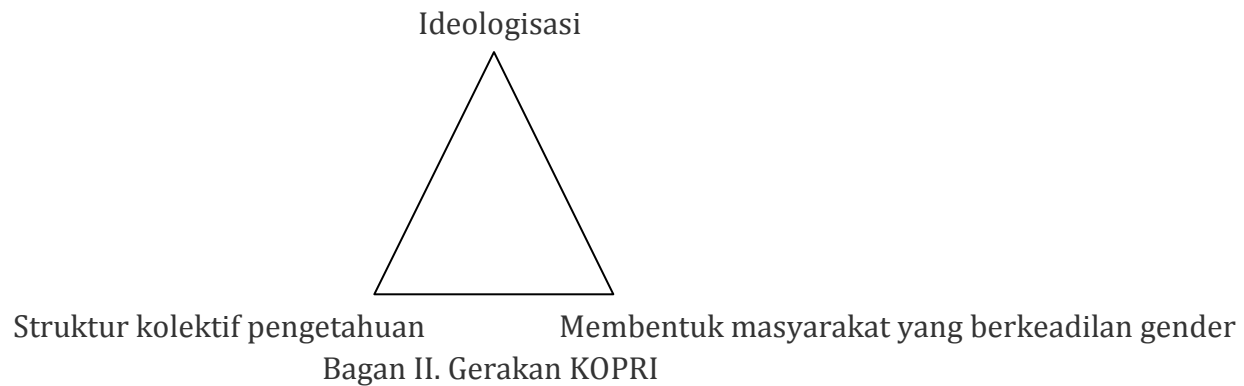 Ideologisasi
Struktur kolektif pengetahuan
Membentuk masyarakat yang berkeadilan gender
Bagan II. Gerakan KOPRI